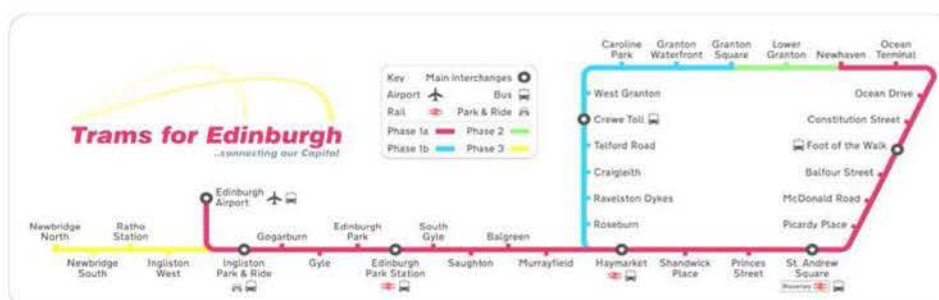 Caroline
Park
Granton
Waterfront
Granton
Square
Lower
Granton
Newhaven
Ocean
Terminal
Key
Main Interchanges
Airport
Bus
Rail
Park & Ride
Phase 1a
Phase 2
Phase 1b
Phase 3
Trams for Edinburgh
...connecting our Capital
West Granton
Crewe Toll
Telford Road
Craigleith
Ravelston Dykes
Roseburn
Ocean Drive
Constitution Street
Foot of the Walk
Balfour Street
McDonald Road
Picardy Place
Edinburgh
Airport
Newbridge
North
Ratho
Station
Gogarburn
Edinburgh
Park
South
Gyle
Balgreen
Newbridge
South
Ingliston
West
Ingliston
Park & Ride
Gyle
Edinburgh
Park Station
Saughton
Murrayfield
Haymarket
Shandwick
Place
Princes
Street
St. Andrew
Square
Waverley